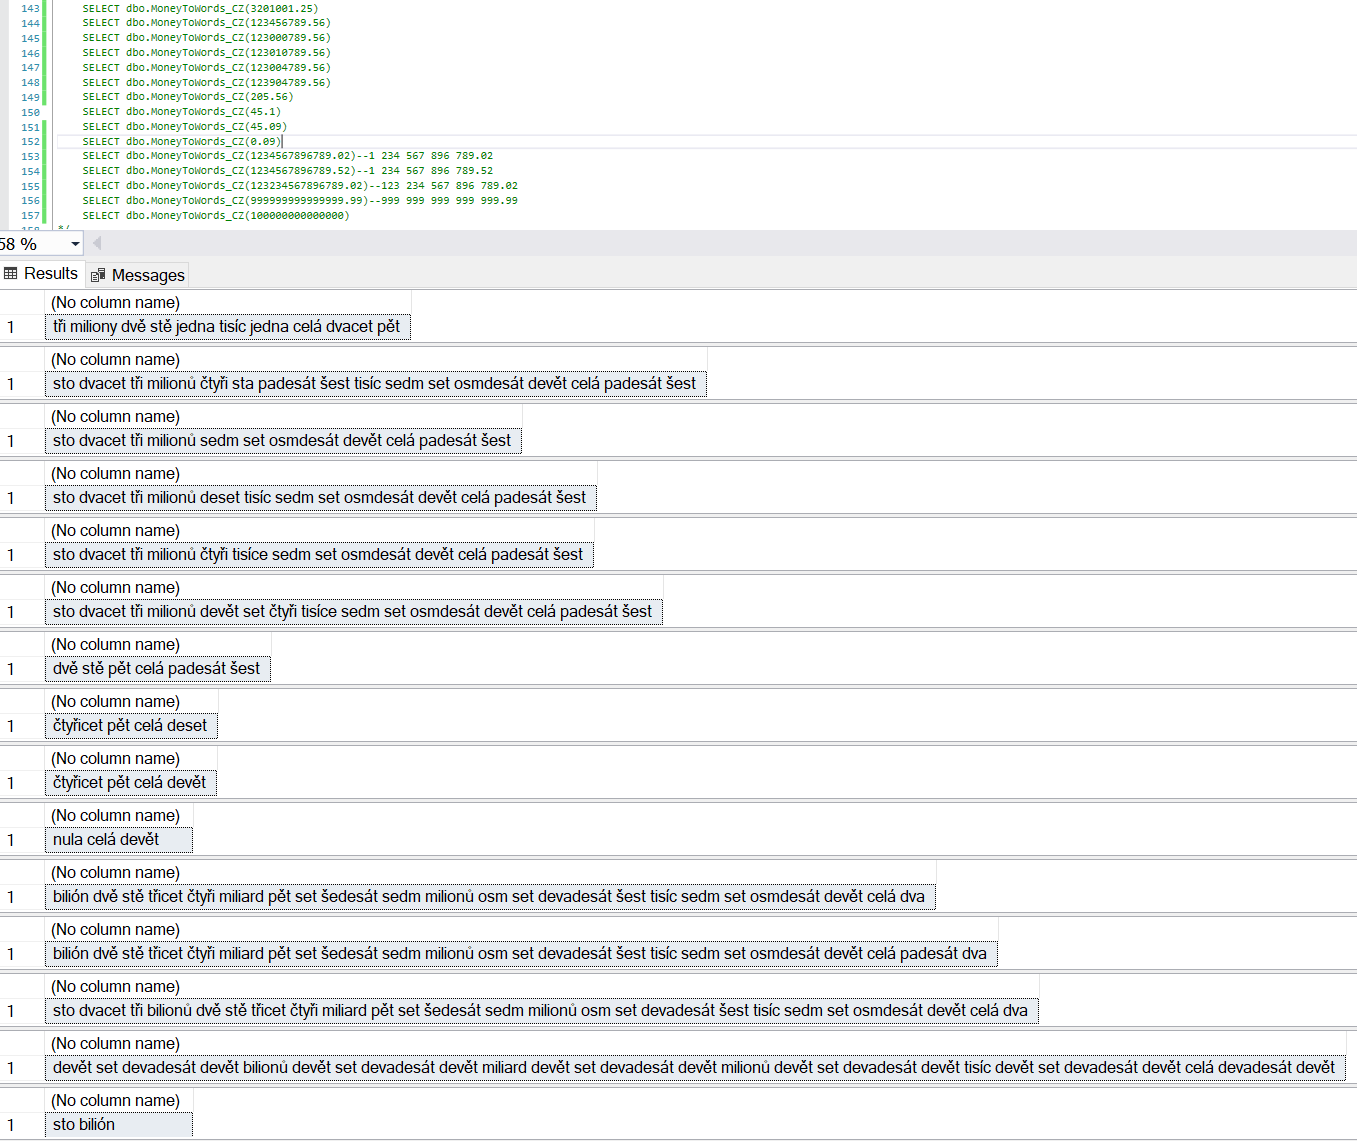 143 SELECT dbo.MoneyToWords_CZ(3201001.25)
144 SELECT dbo.MoneyToWords_CZ(123456789.56)
145 SELECT dbo.MoneyToWords_CZ(123000789.56)
146 SELECT dbo.MoneyToWords_CZ(123010789.56)
147 SELECT dbo.MoneyToWords_CZ(123004789.56)
148 SELECT dbo.MoneyToWords_CZ(123904789.56)
149 SELECT dbo.MoneyToWords_CZ(205.56)
150 SELECT dbo.MoneyToWords_CZ(45.1)
151 SELECT dbo.MoneyToWords_CZ(45.09)
152 SELECT dbo.MoneyToWords_CZ(0.09)
153 SELECT dbo.MoneyToWords_CZ(1234567896789.02)--1 234 567 896 789.02
154 SELECT dbo.MoneyToWords_CZ(1234567896789.52)--1 234 567 896 789.52
155 SELECT dbo.MoneyToWords_CZ(123234567896789.02)--123 234 567 896 789.02
156 SELECT dbo.MoneyToWords_CZ(999999999999999.99)--999 999 999 999 999.99
157 SELECT dbo.MoneyToWords_CZ(100000000000000)
158 */
58 %
Results Messages
(No column name)
1 tři miliony dvě stě jedna tisíc jedna celá dvacet pět
(No column name)
1 sto dvacet tři milionů čtyři sta padesát šest tisíc sedm set osmdesát devět celá padesát šest
(No column name)
1 sto dvacet tři milionů sedm set osmdesát devět celá padesát šest
(No column name)
1 sto dvacet tři milionů deset tisíc sedm set osmdesát devět celá padesát šest
(No column name)
1 sto dvacet tři milionů čtyři tisíce sedm set osmdesát devět celá padesát šest
(No column name)
1 sto dvacet tři milionů devět set čtyři tisíce sedm set osmdesát devět celá padesát šest
(No column name)
1 dvě stě pět celá padesát šest
(No column name)
1 čtyřicet pět celá deset
(No column name)
1 čtyřicet pět celá devět
(No column name)
1 nula celá devět
(No column name)
1 bilión dvě stě třicet čtyři miliard pět set šedesát sedm milionů osm set devadesát šest tisíc sedm set osmdesát devět celá dva
(No column name)
1 bilión dvě stě třicet čtyři miliard pět set šedesát sedm milionů osm set devadesát šest tisíc sedm set osmdesát devět celá padesát dva
(No column name)
1 sto dvacet tři bilionů dvě stě třicet čtyři miliard pět set šedesát sedm milionů osm set devadesát šest tisíc sedm set osmdesát devět celá dva
(No column name)
1 devět set devadesát devět bilionů devět set devadesát devět miliard devět set devadesát devět milionů devět set devadesát devět tisíc devět set devadesát devět celá devadesát devět
(No column name)
1 sto bilión